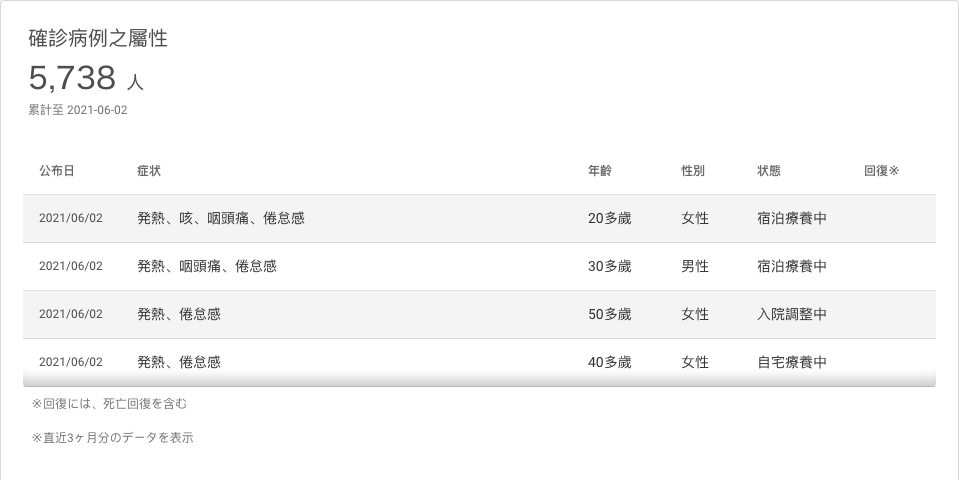 確診病例之屬性
5,738 人
累計至 2021-06-02
公布日 症状 年齢 性別 状態 回復※
2021/06/02 発熱、咳、咽頭痛、倦怠感 20多歲 女性 宿泊療養中
2021/06/02 発熱、咽頭痛、倦怠感 30多歲 男性 宿泊療養中
2021/06/02 発熱、倦怠感 50多歲 女性 入院調整中
2021/06/02 発熱、倦怠感 40多歲 女性 自宅療養中
※回復には、死亡回復を含む
※直近3ヶ月分のデータを表示